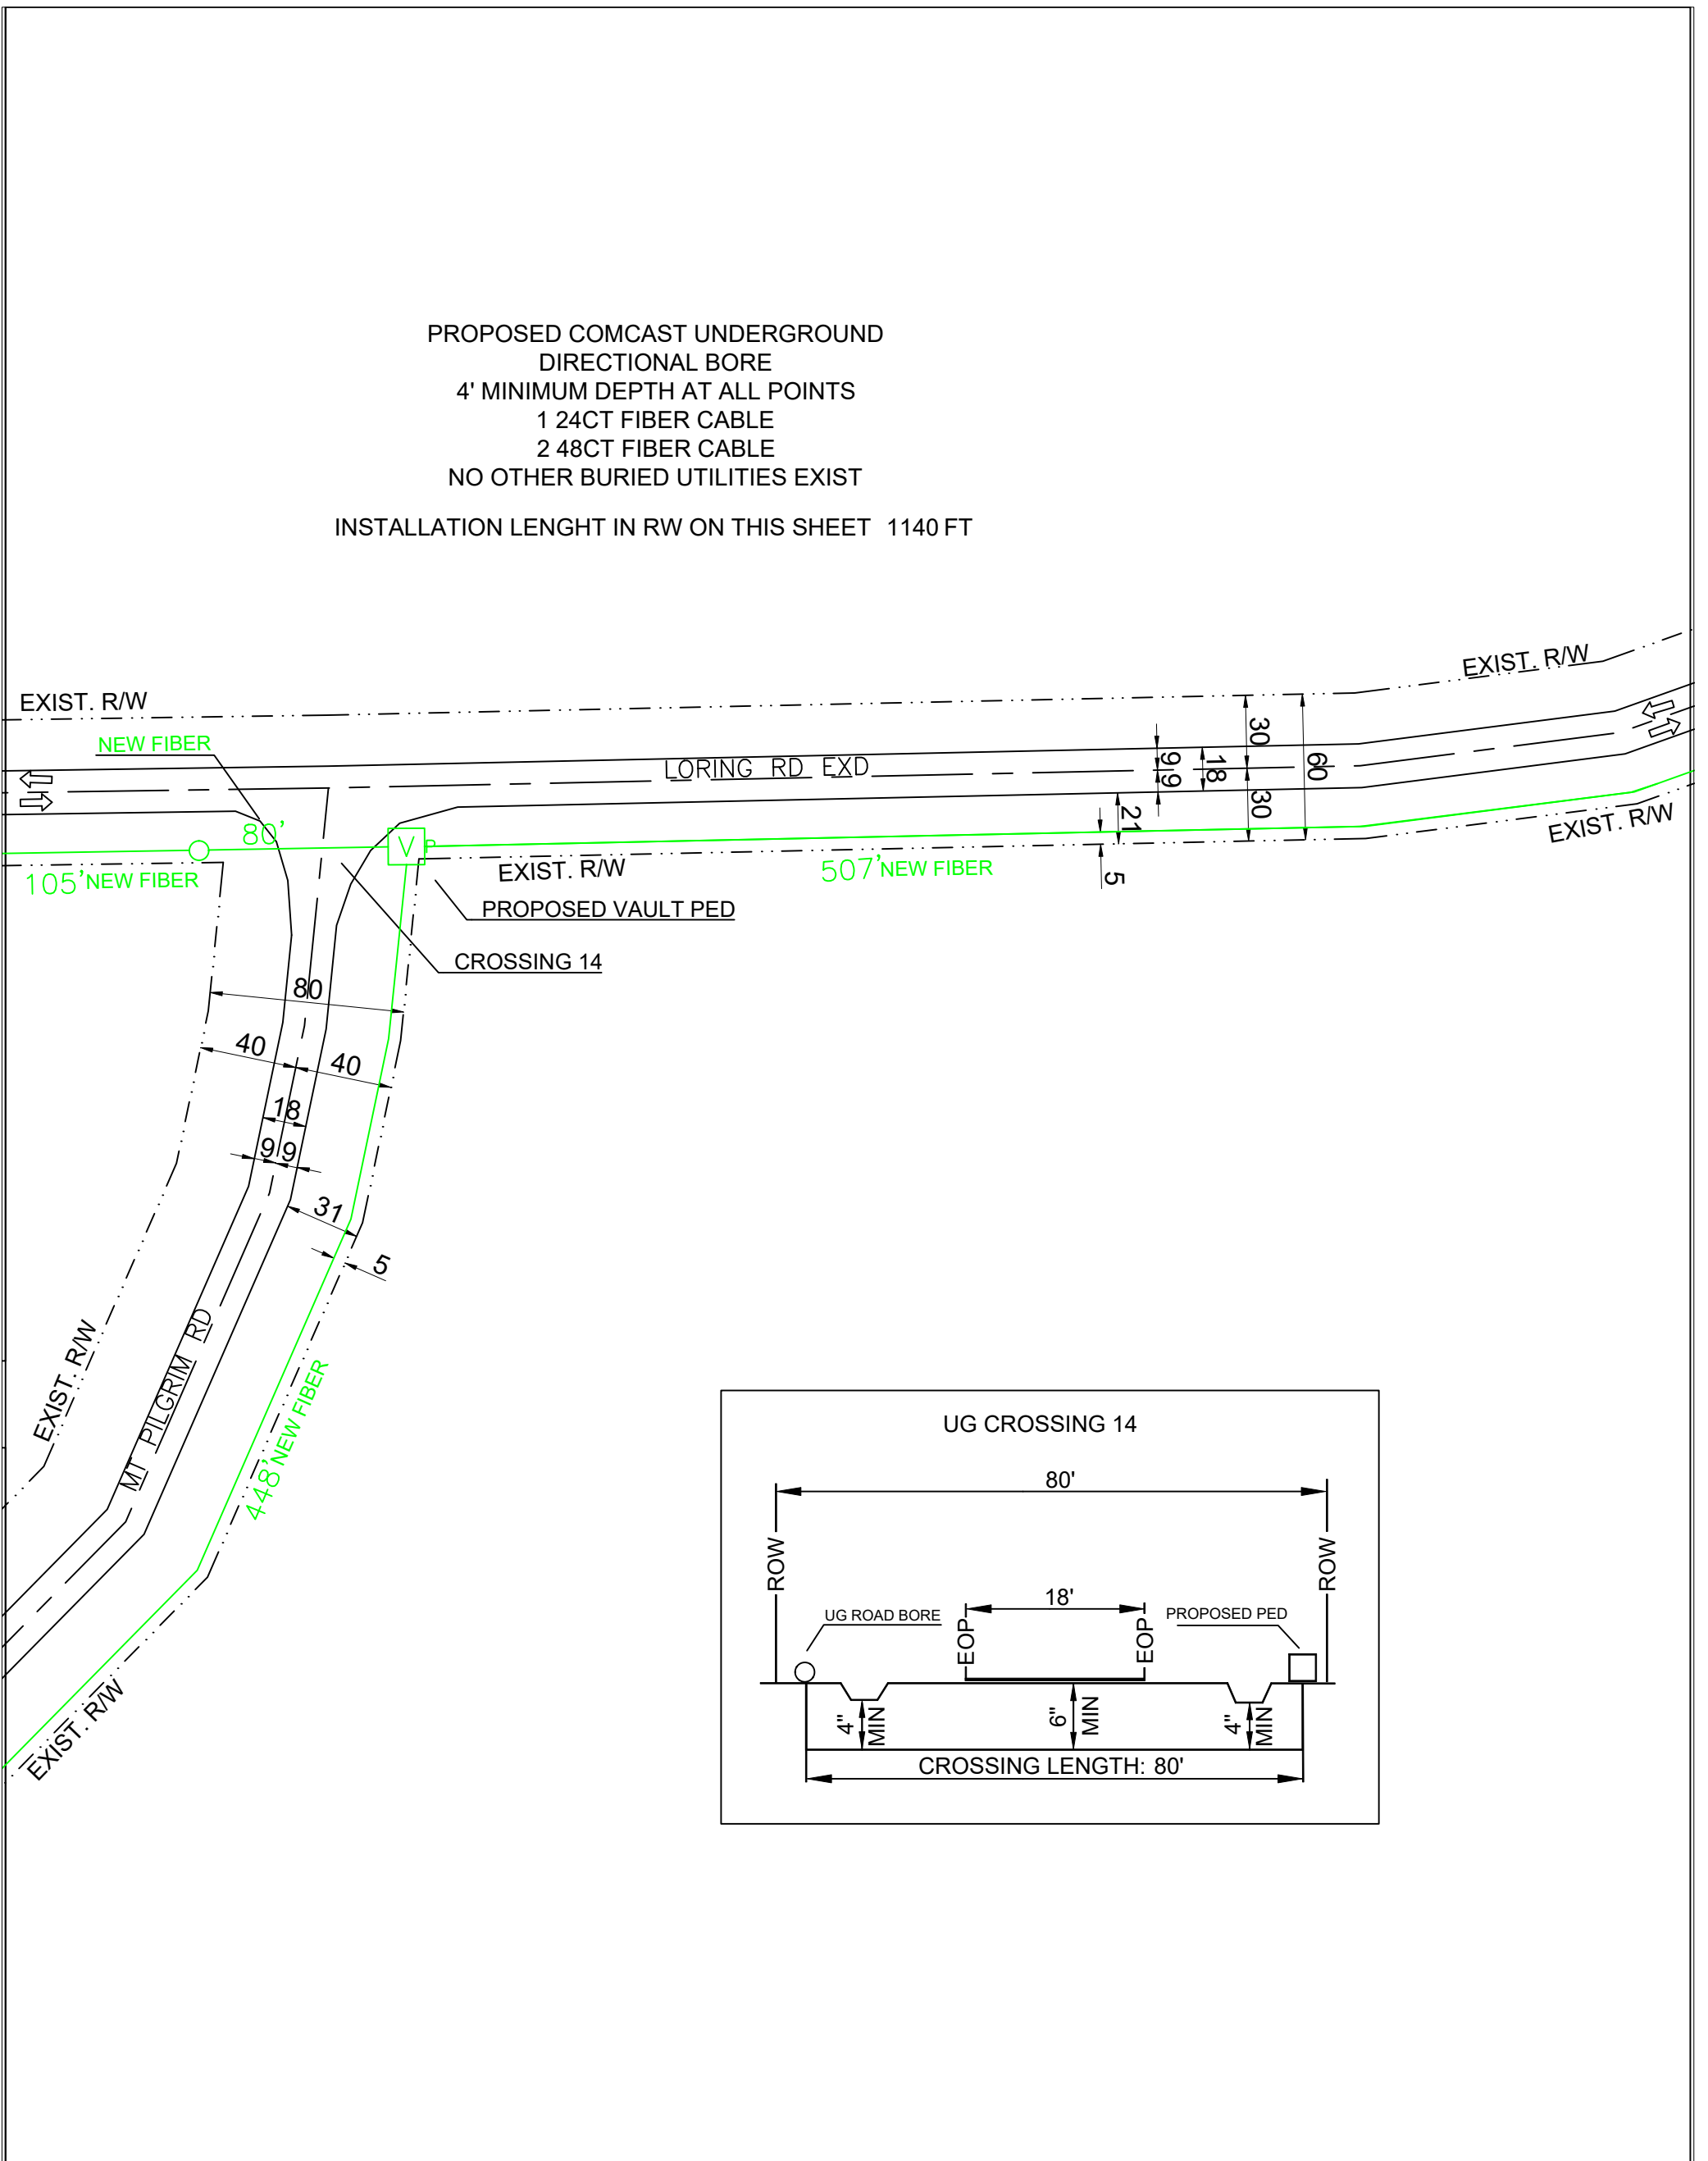 PROPOSED COMCAST UNDERGROUND
DIRECTIONAL BORE
4' MINIMUM DEPTH AT ALL POINTS
1 24CT FIBER CABLE
2 48CT FIBER CABLE
NO OTHER BURIED UTILITIES EXIST
INSTALLATION LENGHT IN RW ON THIS SHEET 1140 FT
EXIST. R/W
EXIST. R/W
NEW FIBER
LORING RD EXD
9
9
18
30
30
60
21
5
80'
V
P
105' NEW FIBER
EXIST. R/W
507' NEW FIBER
EXIST. R/W
PROPOSED VAULT PED
CROSSING 14
80
40
40
18
9
9
31
5
EXIST. R/W
MT PILGRIM RD
448' NEW FIBER
EXIST. R/W
UG CROSSING 14
80'
ROW
ROW
18'
UG ROAD BORE
EOP
EOP
PROPOSED PED
4"
MIN
6"
MIN
4"
MIN
CROSSING LENGTH: 80'